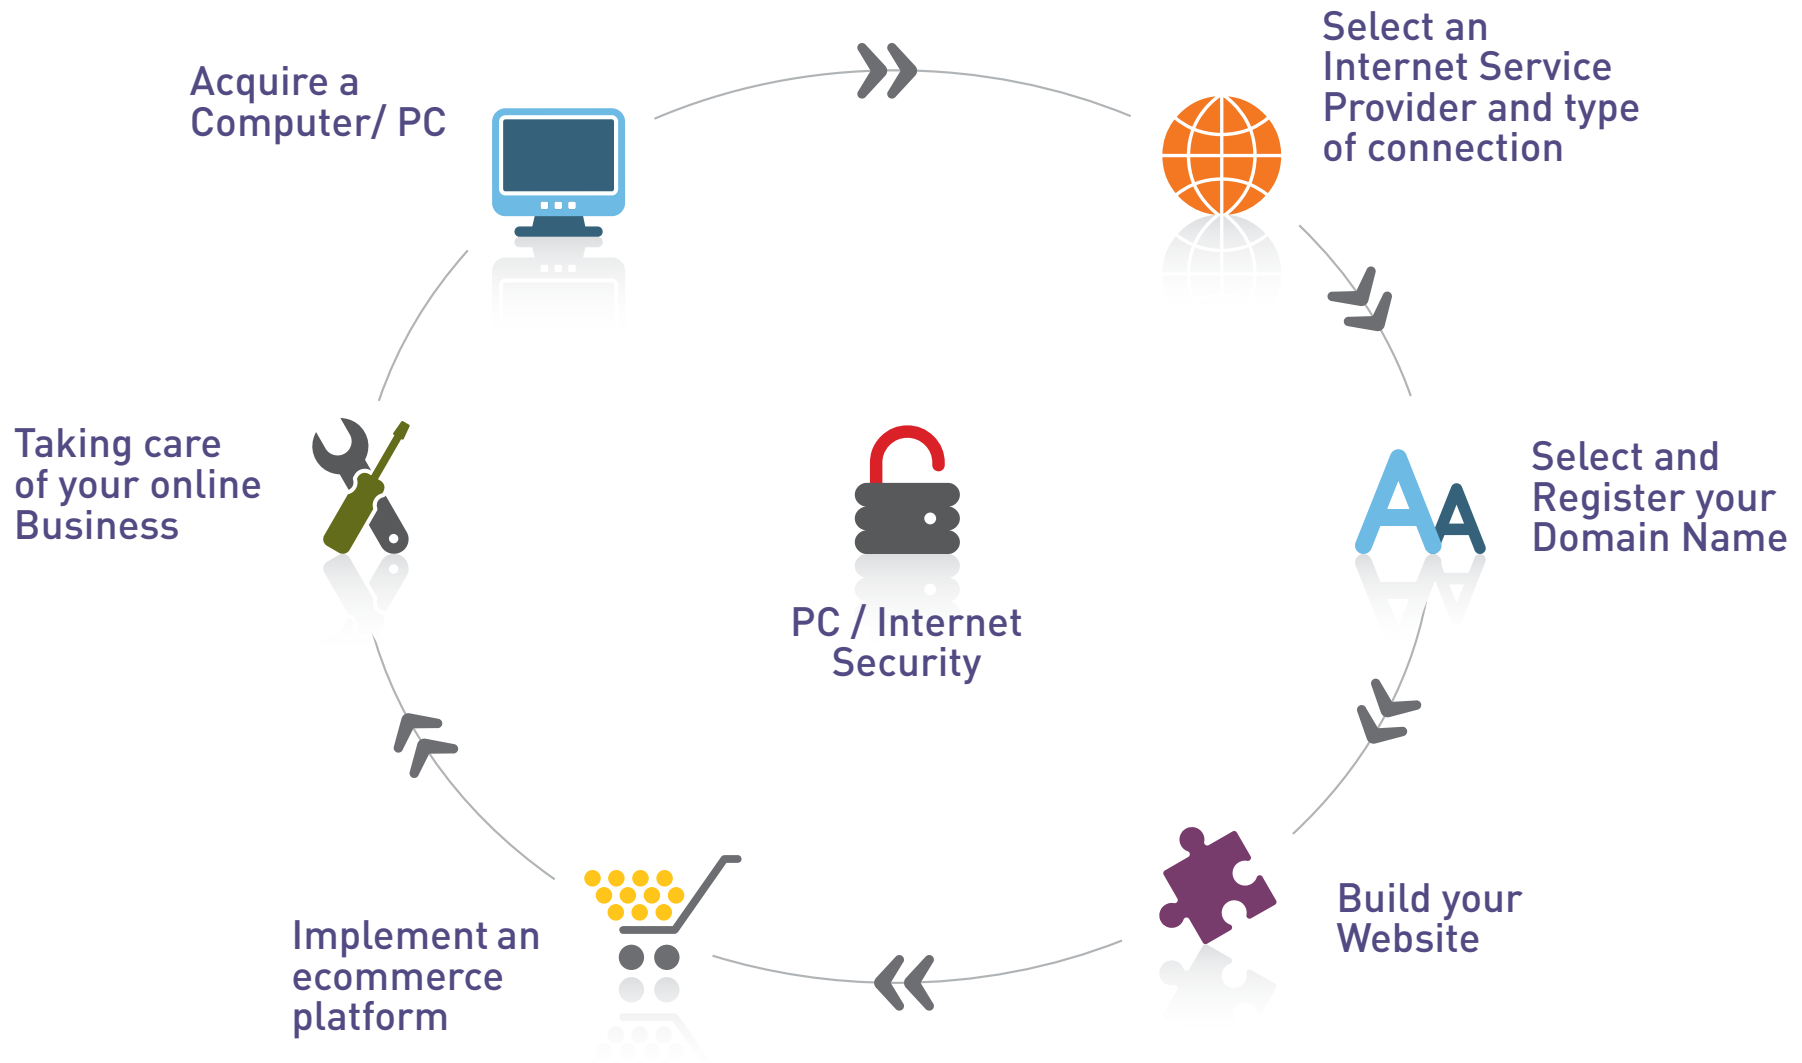 Acquire a
Computer/ PC
Select an
Internet Service
Provider and type
of connection
Select and
Register your
Domain Name
Build your
Website
Implement an
ecommerce
platform
Taking care
of your online
Business
PC / Internet
Security
AA